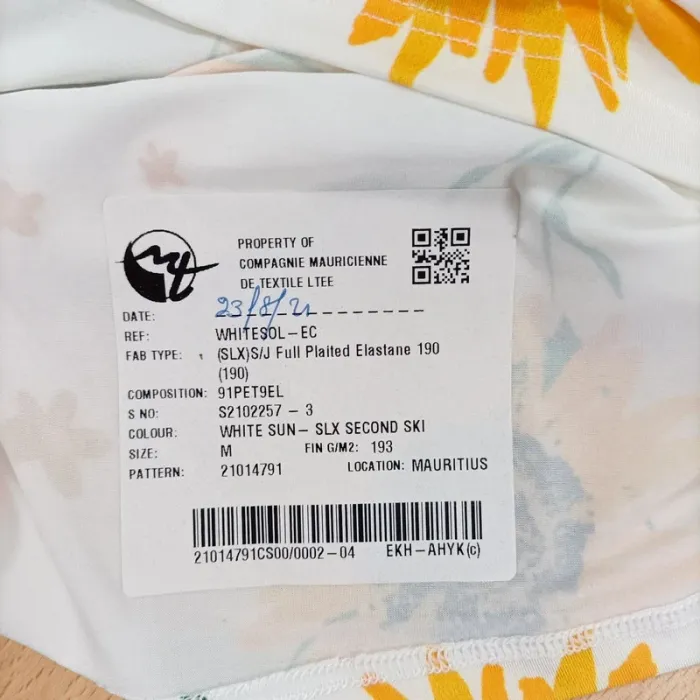 PROPERTY OF
COMPAGNIE MAURICIENNE
DE TEXTILE LTEE
DATE: 23/8/21
REF: WHITESOL-EC
FAB TYPE: (SLX)S/J Full Plaited Elastane 190
(190)
COMPOSITION: 91PET9EL
S NO: S2102257 - 3
COLOUR: WHITE SUN- SLX SECOND SKI
SIZE: M FIN G/M2: 193
PATTERN: 21014791 LOCATION: MAURITIUS
21014791CS00/0002-04 EKH-AHYK(c)